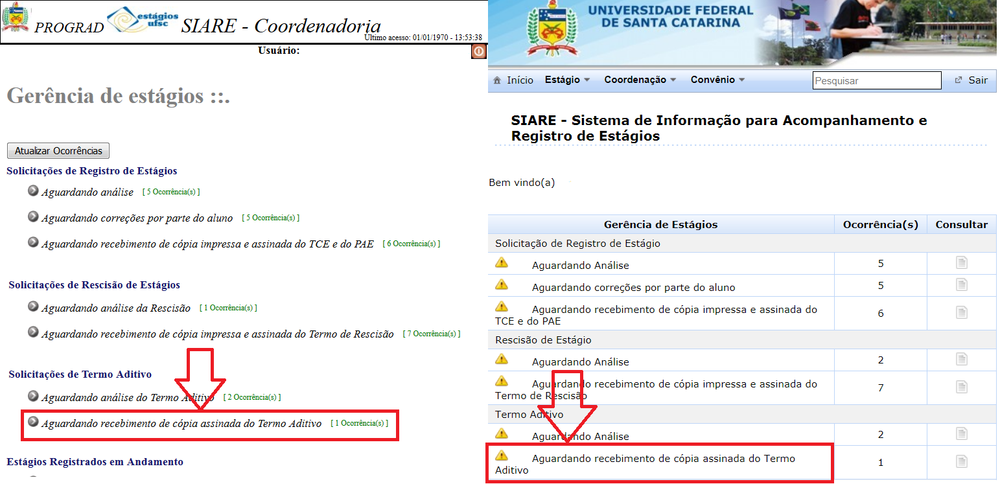 PROGRAD
estágios
ufsc
SIARE - Coordenadoria
Ultimo acesso: 01/01/1970 - 13:53:38
Usuário:
Gerência de estágios ::.
Atualizar Ocorrências
Solicitações de Registro de Estágios
Aguardando análise [ 5 Ocorrência(s) ]
Aguardando correções por parte do aluno [ 5 Ocorrência(s) ]
Aguardando recebimento de cópia impressa e assinada do TCE e do PAE [ 6 Ocorrência(s) ]
Solicitações de Rescisão de Estágios
Aguardando análise da Rescisão [ 1 Ocorrência(s) ]
Aguardando recebimento de cópia impressa e assinada do Termo de Rescisão [ 7 Ocorrência(s) ]
Solicitações de Termo Aditivo
Aguardando análise do Termo Aditivo [ 2 Ocorrência(s) ]
Aguardando recebimento de cópia assinada do Termo Aditivo [ 1 Ocorrência(s) ]
Estágios Registrados em Andamento
UNIVERSIDADE FEDERAL
DE SANTA CATARINA
Início Estágio Coordenação Convênio Pesquisar Sair
SIARE - Sistema de Informação para Acompanhamento e
Registro de Estágios
Bem vindo(a)
Gerência de Estágios Ocorrência(s) Consultar
Solicitação de Registro de Estágio
Aguardando Análise 5
Aguardando correções por parte do aluno 5
Aguardando recebimento de cópia impressa e assinada do
TCE e do PAE 6
Rescisão de Estágio
Aguardando Análise 2
Aguardando recebimento de cópia impressa e assinada do
Termo de Rescisão 7
Termo Aditivo
Aguardando Análise 2
Aguardando recebimento de cópia assinada do Termo
Aditivo 1